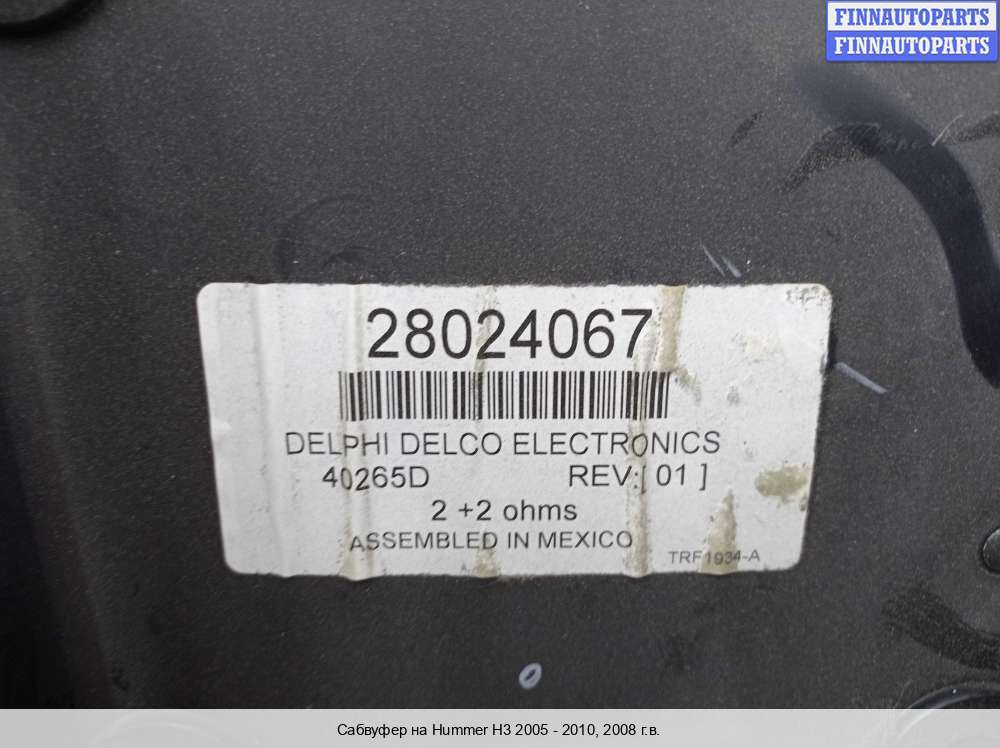 FINNAUTOPARTS
FINNAUTOPARTS
28024067
DELPHI DELCO ELECTRONICS
40265D REV:[ 01 ]
2 +2 ohms
ASSEMBLED IN MEXICO
TRF1934-A
Сабвуфер на Hummer H3 2005 - 2010, 2008 г.в.